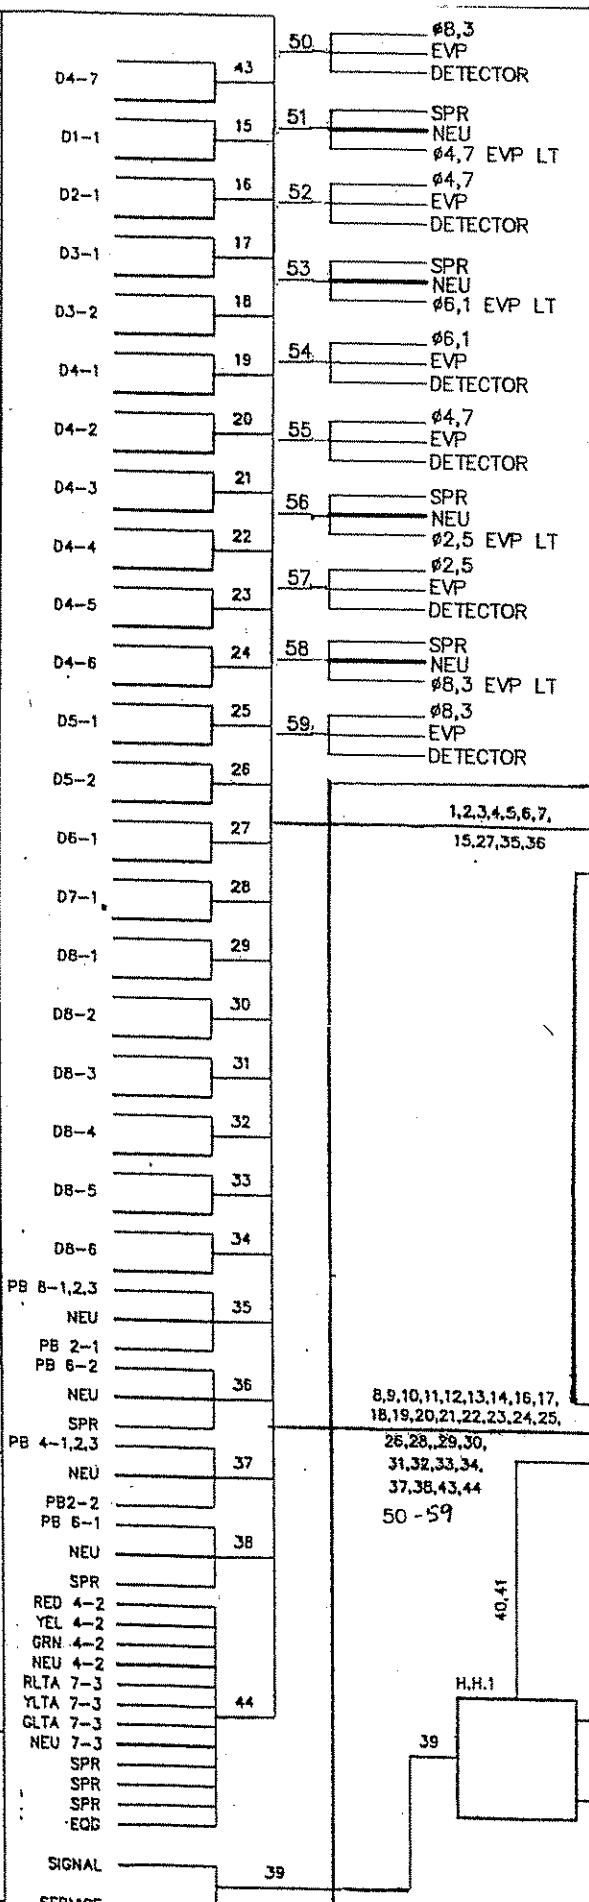 D4-7
43
D1-1
15
D2-1
16
D3-1
17
D3-2
18
D4-1
19
D4-2
20
D4-3
21
D4-4
22
D4-5
23
D4-6
24
D5-1
25
D5-2
26
D6-1
27
D7-1
28
D8-1
29
D8-2
30
D8-3
31
D8-4
32
D8-5
33
D8-6
34
PB 8-1,2,3
NEU
35
PB 2-1
PB 6-2
NEU
36
SPR
PB 4-1,2,3
NEU
37
PB2-2
PB 6-1
NEU
38
SPR
RED 4-2
YEL 4-2
GRN 4-2
NEU 4-2
RLTA 7-3
YLTA 7-3
GLTA 7-3
NEU 7-3
44
SPR
SPR
SPR
EQG
SIGNAL
39
SERVICE
50
ø8,3
EVP
DETECTOR
51
SPR
NEU
ø4,7 EVP LT
52
ø4,7
EVP
DETECTOR
53
SPR
NEU
ø6,1 EVP LT
54
ø6,1
EVP
DETECTOR
55
ø4,7
EVP
DETECTOR
56
SPR
NEU
ø2,5 EVP LT
57
ø2,5
EVP
DETECTOR
58
SPR
NEU
ø8,3 EVP LT
59
ø8,3
EVP
DETECTOR
1,2,3,4,5,6,7,
15,27,35,36
8,9,10,11,12,13,14,16,17,
18,19,20,21,22,23,24,25,
26,28,,29,30,
31,32,33,34,
37,38,43,44
50 -59
40,41
H.H.1
39